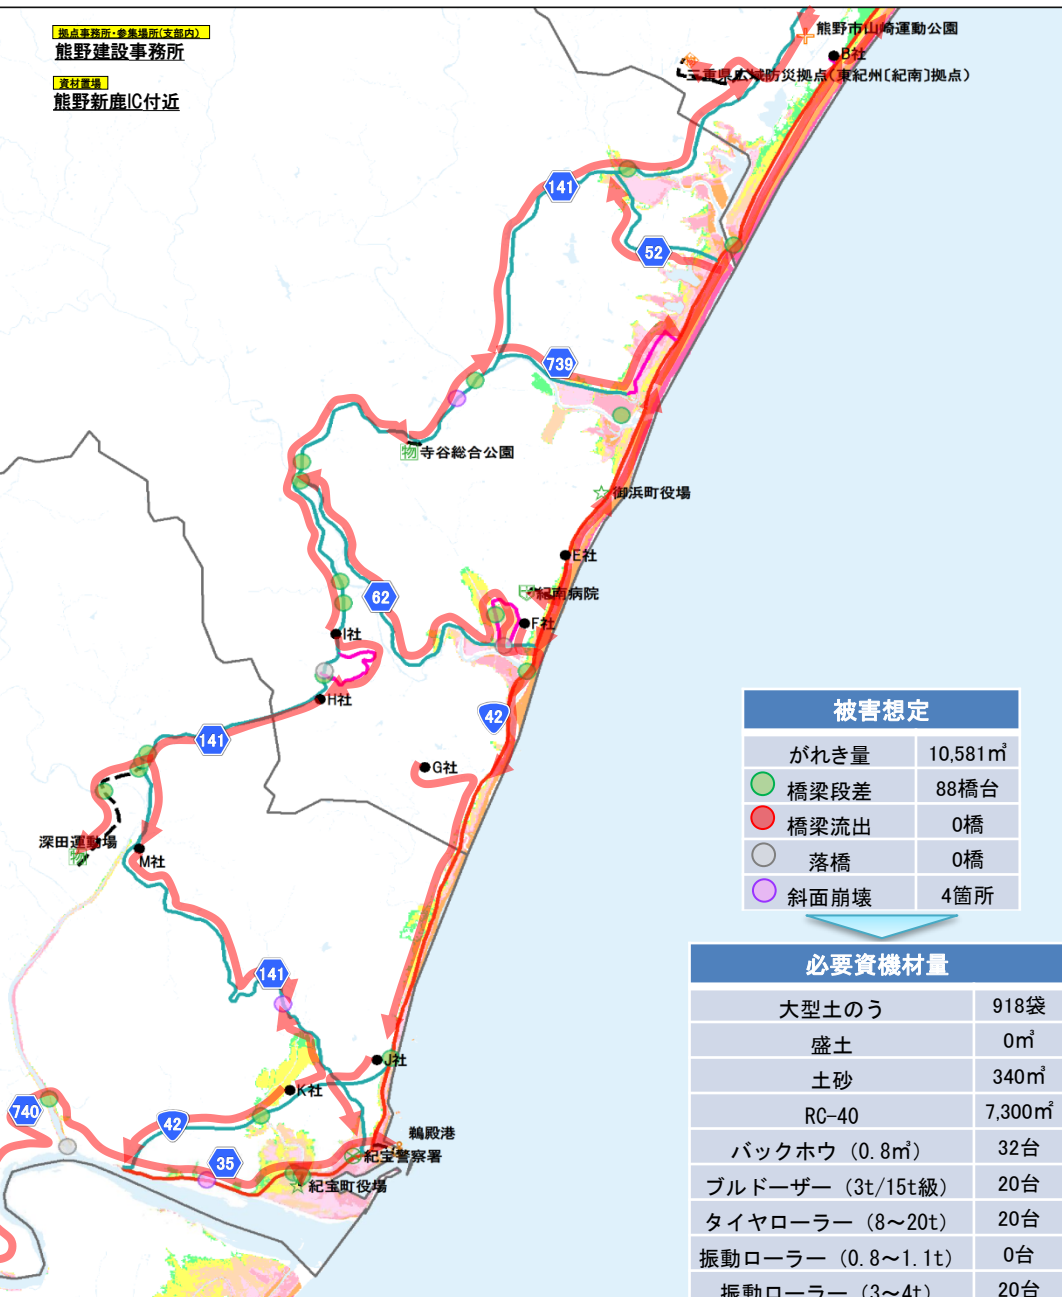 拠点事務所・参集場所(支部内)
熊野建設事務所
資材置場
熊野新鹿IC付近
熊野市山崎運動公園
B社
三重県広域防災拠点(東紀州〔紀南〕拠点)
141
52
739
物 寺谷総合公園
御浜町役場
E社
紀南病院
62
F社
I社
H社
42
141
G社
深田運動場
物
M社
141
J社
K社
740
42
鵜殿港
紀宝警察署
35
紀宝町役場
被害想定
がれき量 10,581㎥
橋梁段差 88橋台
橋梁流出 0橋
落橋 0橋
斜面崩壊 4箇所
必要資機材量
大型土のう 918袋
盛土 0㎥
土砂 340㎥
RC-40 7,300㎥
バックホウ（0.8㎥） 32台
ブルドーザー（3t/15t級） 20台
タイヤローラー（8～20t） 20台
振動ローラー（0.8～1.1t） 0台
振動ローラー（3～4t） 20台